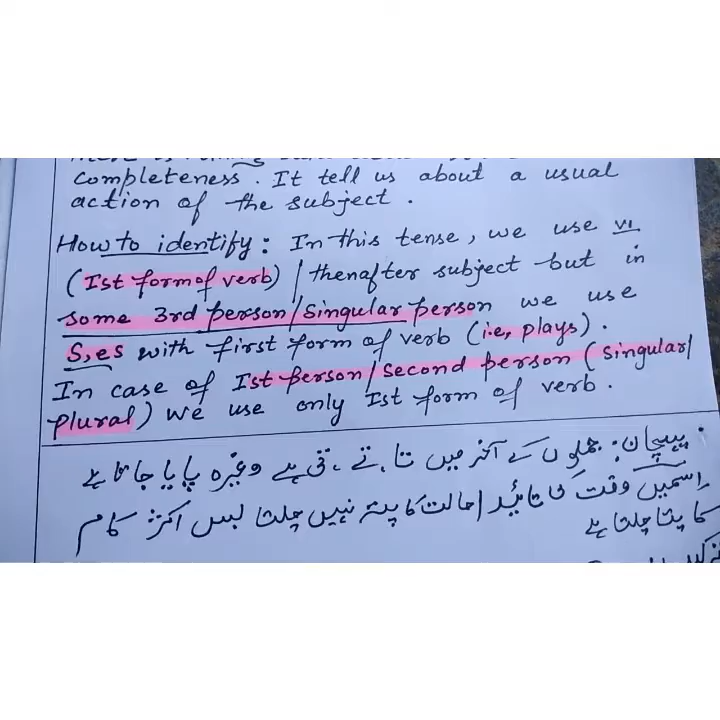 completeness. It tell us about a usual
action of the subject.
How to identify: In this tense, we use V1
(Ist form of verb) / thenafter subject but in
some 3rd person/Singular person we use
S,es with first form of verb (i.e, plays).
In case of Ist person/Second person (singular/
plural) we use only Ist form of verb.
پہچان: جملوں کے آخر میں تا، تے، تی ہے وغیرہ پایا جاتا ہے
اسمیں وقت کا حالت کا پتہ نہیں چلتا بس اکثر کام
کا پتا چلتا ہے